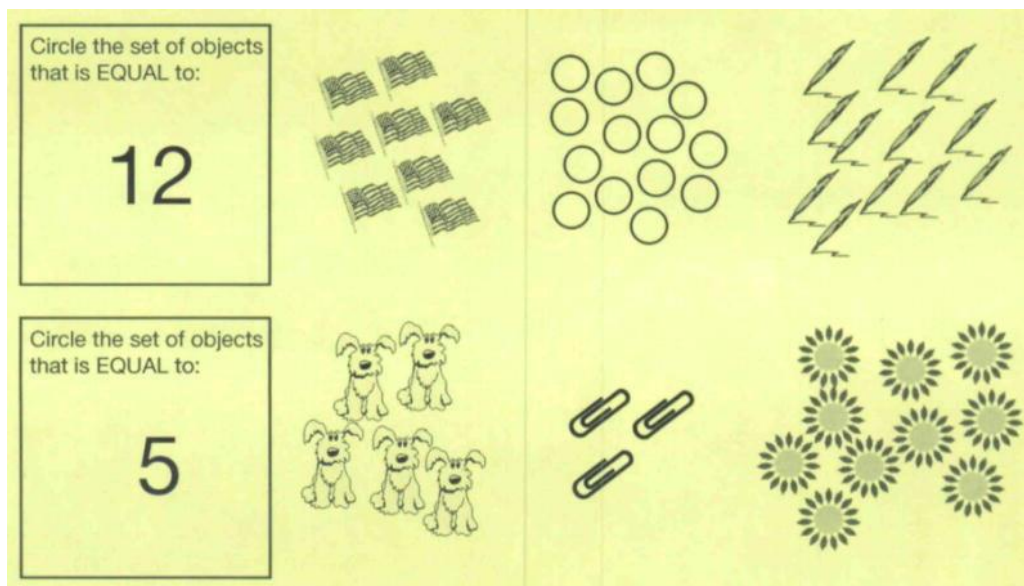 Circle the set of objects
that is EQUAL to:
12
Circle the set of objects
that is EQUAL to:
5